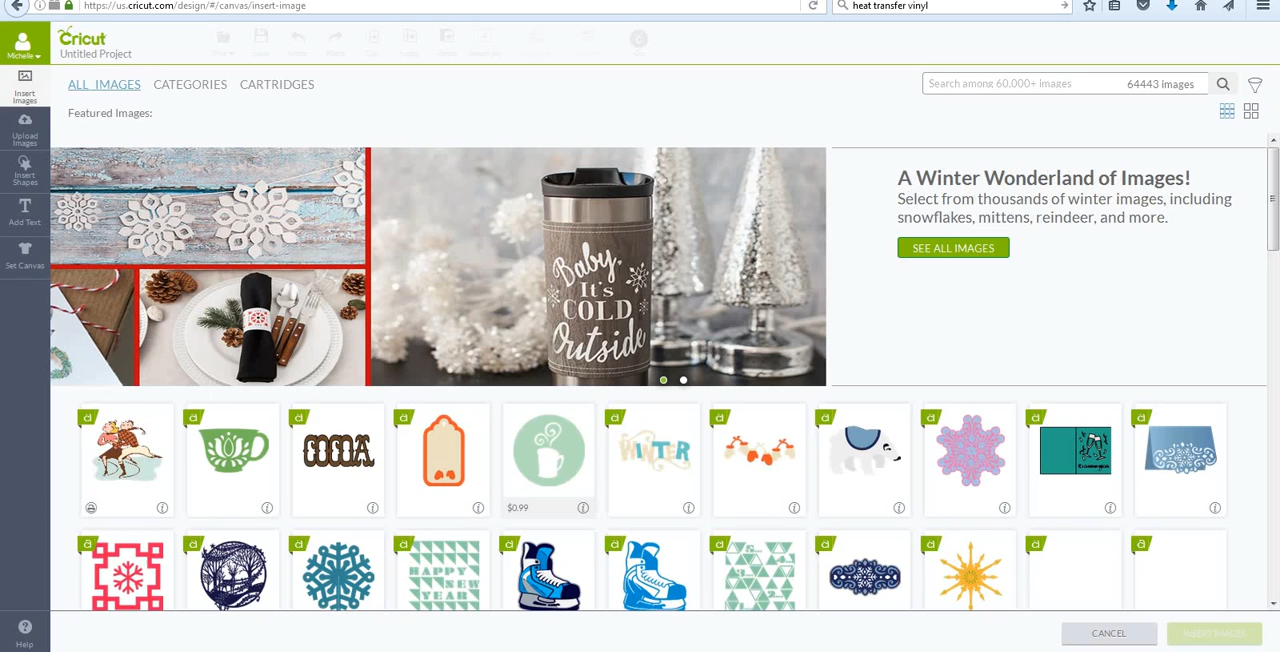 https://us.cricut.com/design/#/canvas/insert-image
heat transfer vinyl
Michelle
Cricut
Untitled Project
Insert
Images
Upload
Images
Insert
Shapes
Add Text
Set Canvas
Help
ALL IMAGES
CATEGORIES
CARTRIDGES
Search among 60,000+ images
64443 images
Featured Images:
Baby,
It's
COLD
Outside
A Winter Wonderland of Images!
Select from thousands of winter images, including
snowflakes, mittens, reindeer, and more.
SEE ALL IMAGES
COCOA
WINTER
$0.99
HAPPY
NEW
YEAR
CANCEL
INSERT IMAGES